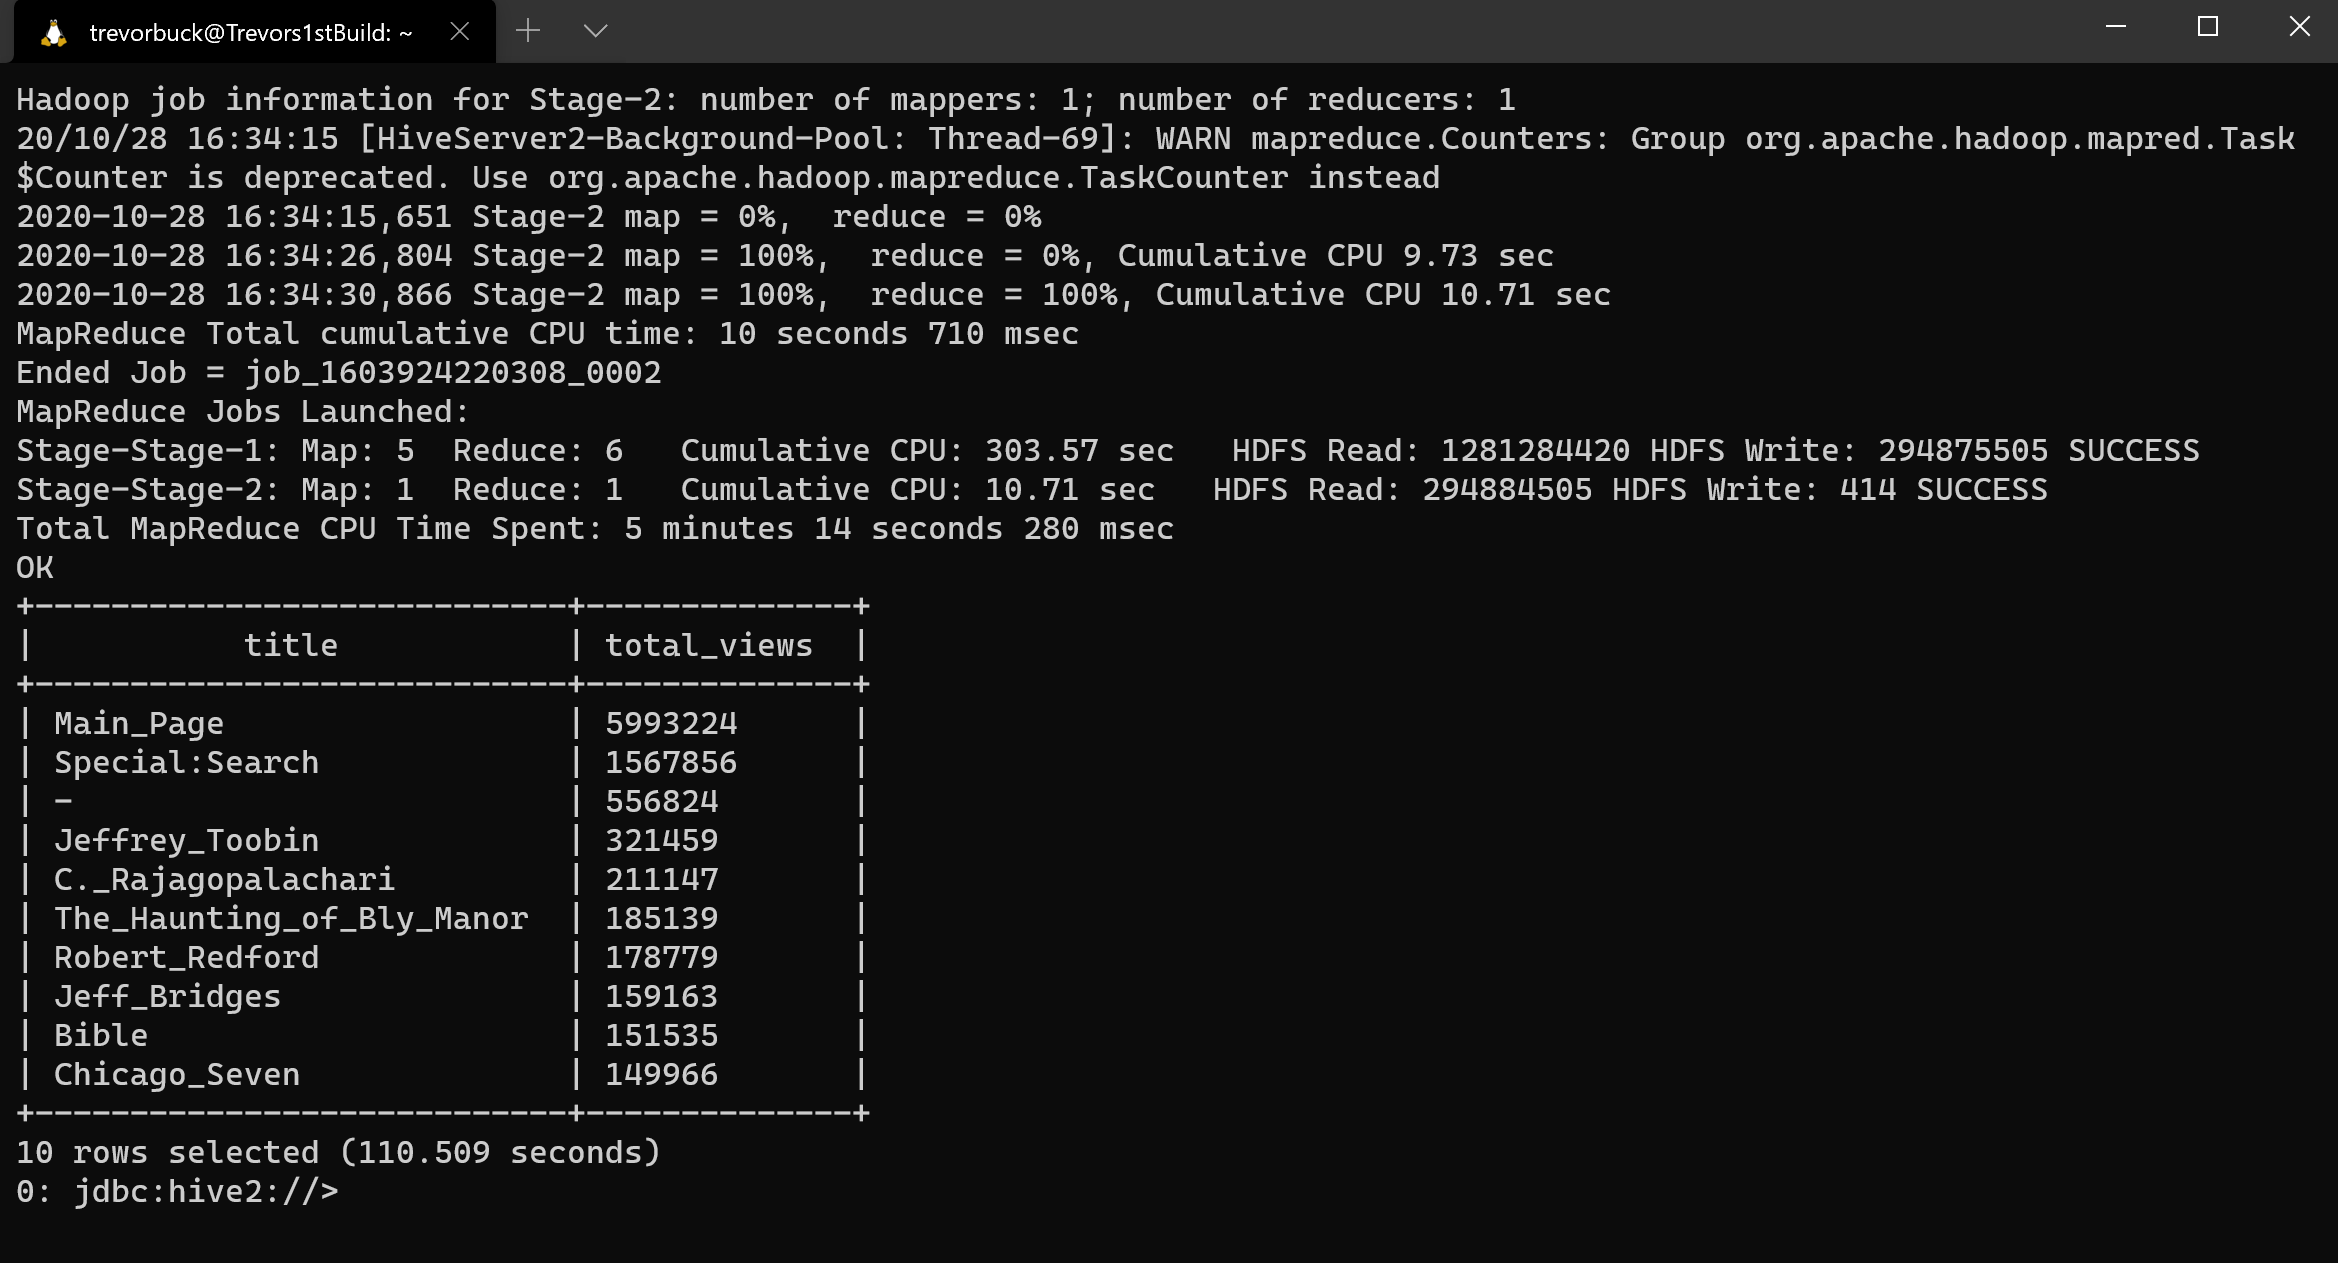 trevorbuck@Trevors1stBuild: ~
Hadoop job information for Stage-2: number of mappers: 1; number of reducers: 1
20/10/28 16:34:15 [HiveServer2-Background-Pool: Thread-69]: WARN mapreduce.Counters: Group org.apache.hadoop.mapred.Task
$Counter is deprecated. Use org.apache.hadoop.mapreduce.TaskCounter instead
2020-10-28 16:34:15,651 Stage-2 map = 0%,  reduce = 0%
2020-10-28 16:34:26,804 Stage-2 map = 100%,  reduce = 0%, Cumulative CPU 9.73 sec
2020-10-28 16:34:30,866 Stage-2 map = 100%,  reduce = 100%, Cumulative CPU 10.71 sec
MapReduce Total cumulative CPU time: 10 seconds 710 msec
Ended Job = job_1603924220308_0002
MapReduce Jobs Launched:
Stage-Stage-1: Map: 5  Reduce: 6   Cumulative CPU: 303.57 sec   HDFS Read: 1281284420 HDFS Write: 294875505 SUCCESS
Stage-Stage-2: Map: 1  Reduce: 1   Cumulative CPU: 10.71 sec   HDFS Read: 294884505 HDFS Write: 414 SUCCESS
Total MapReduce CPU Time Spent: 5 minutes 14 seconds 280 msec
OK
+----------------------------+--------------+
|           title            | total_views  |
+----------------------------+--------------+
| Main_Page                  | 5993224      |
| Special:Search             | 1567856      |
| -                          | 556824       |
| Jeffrey_Toobin             | 321459       |
| C._Rajagopalachari         | 211147       |
| The_Haunting_of_Bly_Manor  | 185139       |
| Robert_Redford             | 178779       |
| Jeff_Bridges               | 159163       |
| Bible                      | 151535       |
| Chicago_Seven              | 149966       |
+----------------------------+--------------+
10 rows selected (110.509 seconds)
0: jdbc:hive2://>